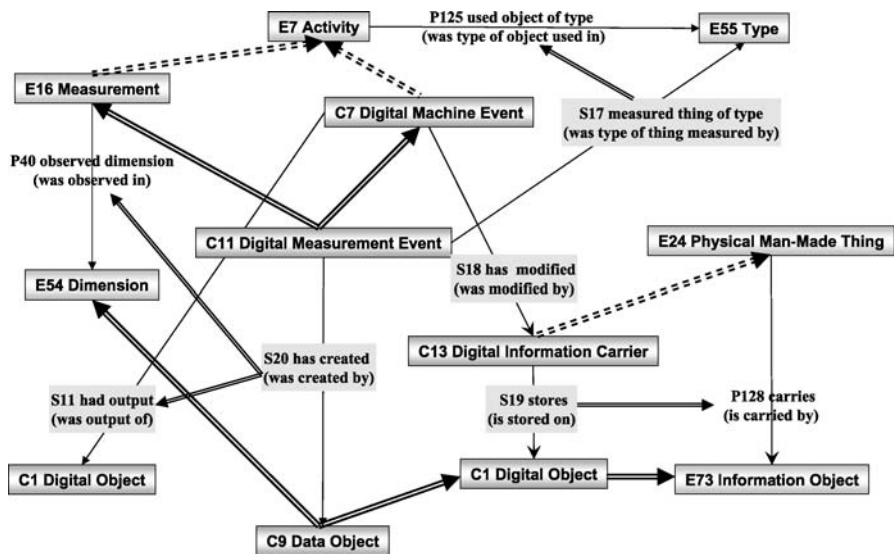 P125 used object of type
(was type of object used in)
E7 Activity
E55 Type
E16 Measurement
C7 Digital Machine Event
S17 measured thing of type
(was type of thing measured by)
P40 observed dimension
(was observed in)
C11 Digital Measurement Event
E24 Physical Man-Made Thing
S18 has modified
(was modified by)
E54 Dimension
C13 Digital Information Carrier
S20 has created
(was created by)
S11 had output
(was output of)
S19 stores
(is stored on)
P128 carries
(is carried by)
C1 Digital Object
C1 Digital Object
E73 Information Object
C9 Data Object